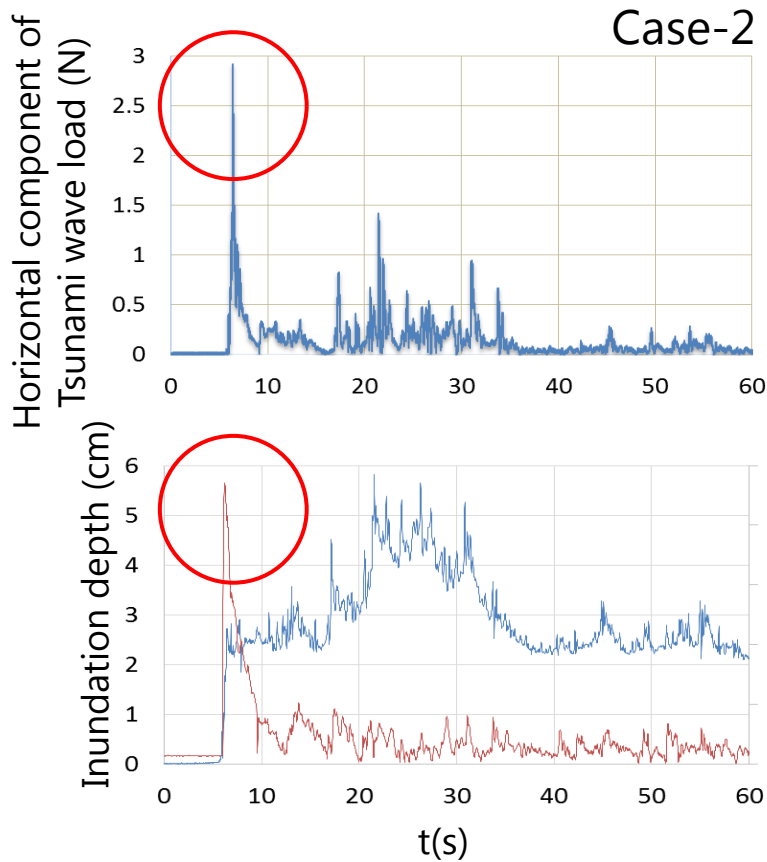 Case-2
Horizontal component of
Tsunami wave load (N)
3
2.5
2
1.5
1
0.5
0
0 10 20 30 40 50 60
Inundation depth (cm)
6
5
4
3
2
1
0
0 10 20 30 40 50 60
t(s)